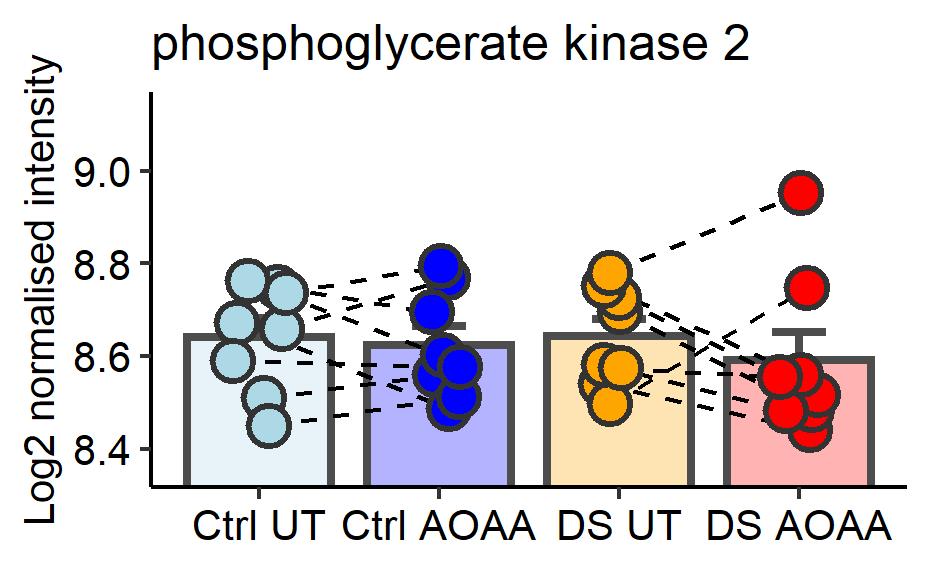 phosphoglycerate kinase 2
Log2 normalised intensity
9.0
8.8
8.6
8.4
Ctrl UT
Ctrl AOAA
DS UT
DS AOAA